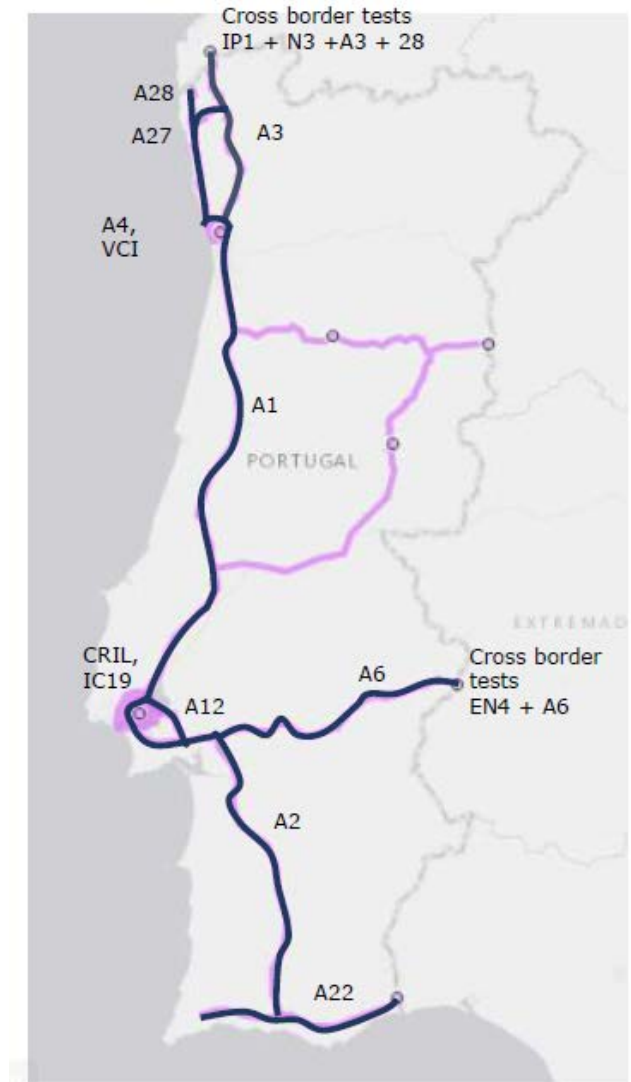 Cross border tests
IP1 + N3 +A3 + 28
A28
A27
A3
A4,
VCI
A1
PORTUGAL
EXTREMAD
CRIL,
IC19
A12
A6
Cross border
tests
EN4 + A6
A2
A22